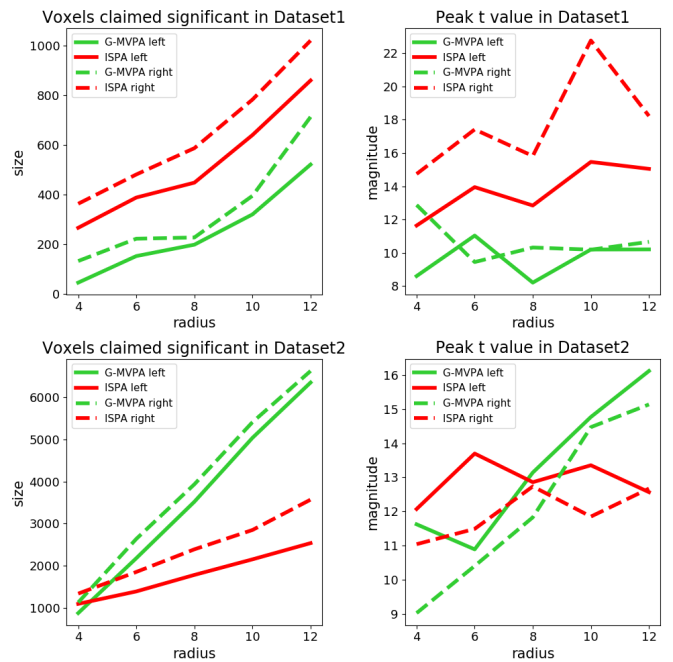 Voxels claimed significant in Dataset1
size
1000
800
600
400
200
0
G-MVPA left
ISPA left
G-MVPA right
ISPA right
4 6 8 10 12
radius
Peak t value in Dataset1
magnitude
22
20
18
16
14
12
10
8
G-MVPA left
ISPA left
G-MVPA right
ISPA right
4 6 8 10 12
radius
Voxels claimed significant in Dataset2
size
6000
5000
4000
3000
2000
1000
G-MVPA left
ISPA left
G-MVPA right
ISPA right
4 6 8 10 12
radius
Peak t value in Dataset2
magnitude
16
15
14
13
12
11
10
9
G-MVPA left
ISPA left
G-MVPA right
ISPA right
4 6 8 10 12
radius